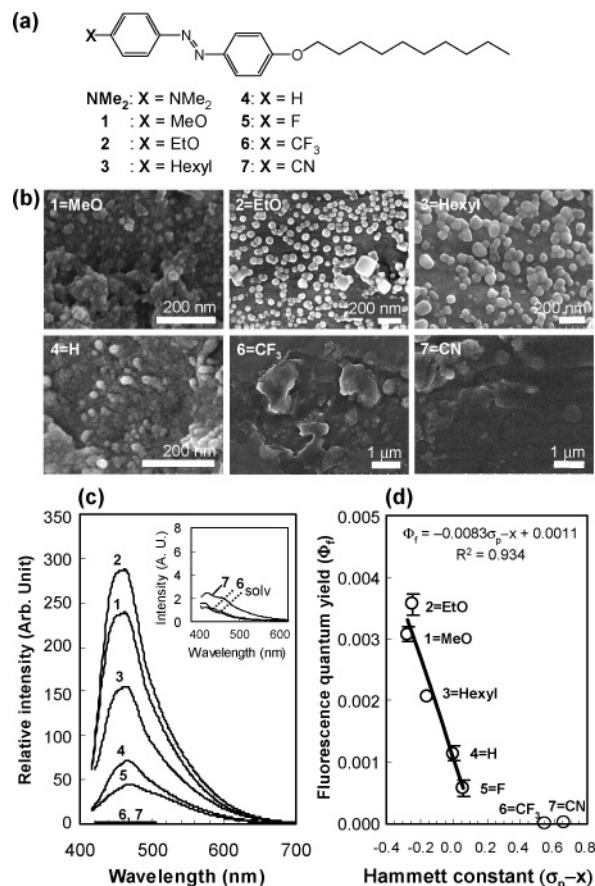 (a)
X
N
N
O
NMe₂: X = NMe₂ 4: X = H
1 : X = MeO 5: X = F
2 : X = EtO 6: X = CF₃
3 : X = Hexyl 7: X = CN
(b)
1=MeO 2=EtO 3=Hexyl
200 nm 200 nm 200 nm
4=H 6=CF₃ 7=CN
200 nm 1 μm 1 μm
(c)
Relative intensity (Arb. Unit)
350
300
250
200
150
100
50
0
400 500 600 700
Wavelength (nm)
2
1
3
4
5
6, 7
Intensity (A. U.)
8
6
4
2
0
7 6 solv
400 500 600
Wavelength (nm)
(d)
Fluorescence quantum yield (Φf)
0.005
0.004
0.003
0.002
0.001
0.000
Φf = –0.0083σp–x + 0.0011
R² = 0.934
2=EtO
1=MeO
3=Hexyl
4=H
5=F
6=CF₃ 7=CN
-0.4 -0.2 0.0 0.2 0.4 0.6 0.8
Hammett constant (σp–x)